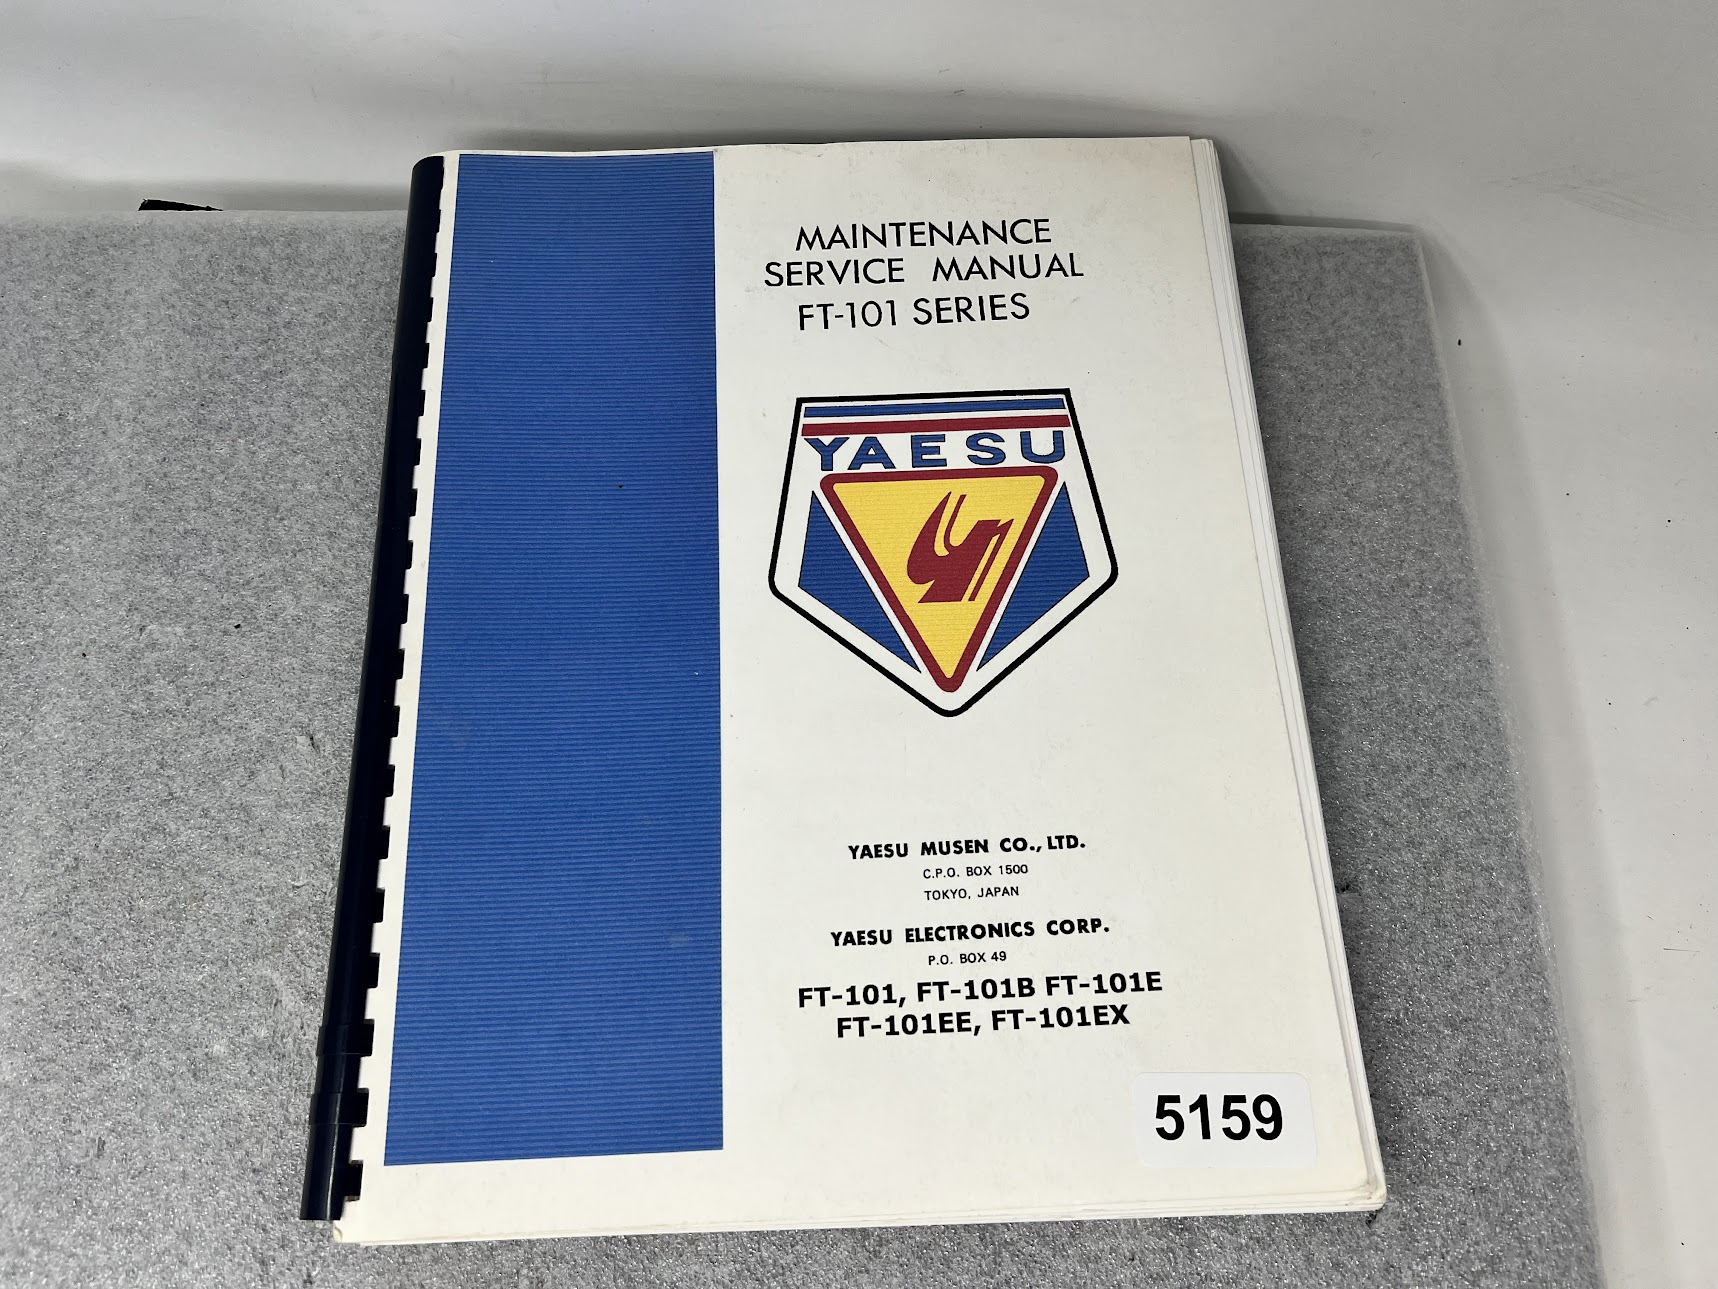 MAINTENANCE
SERVICE MANUAL
FT-101 SERIES
YAESU
YAESU MUSEN CO., LTD.
C.P.O. BOX 1500
TOKYO, JAPAN
YAESU ELECTRONICS CORP.
P.O. BOX 49
FT-101, FT-101B FT-101E
FT-101EE, FT-101EX
5159